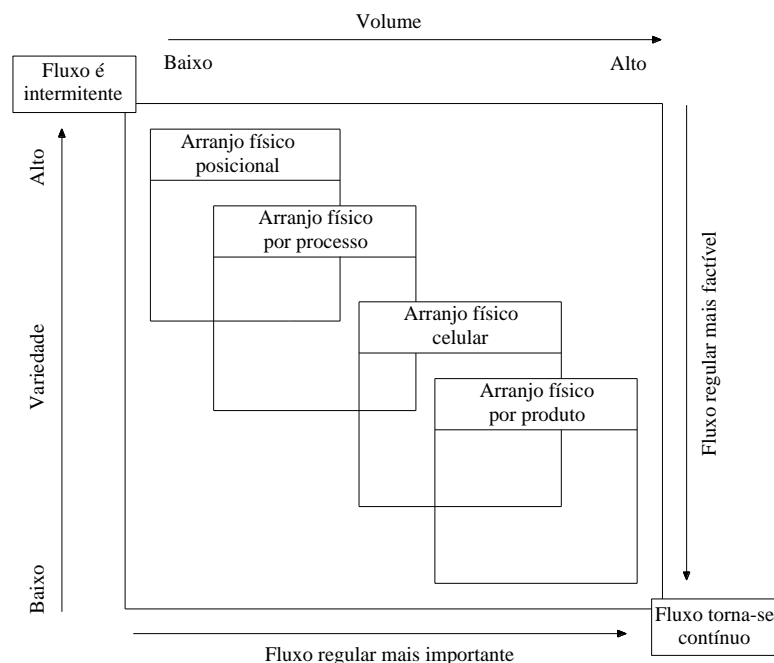 Volume
Baixo
Alto
Fluxo é
intermitente
Alto
Variedade
Baixo
Arranjo físico
posicional
Arranjo físico
por processo
Arranjo físico
celular
Arranjo físico
por produto
Fluxo regular mais factível
Fluxo torna-se
contínuo
Fluxo regular mais importante